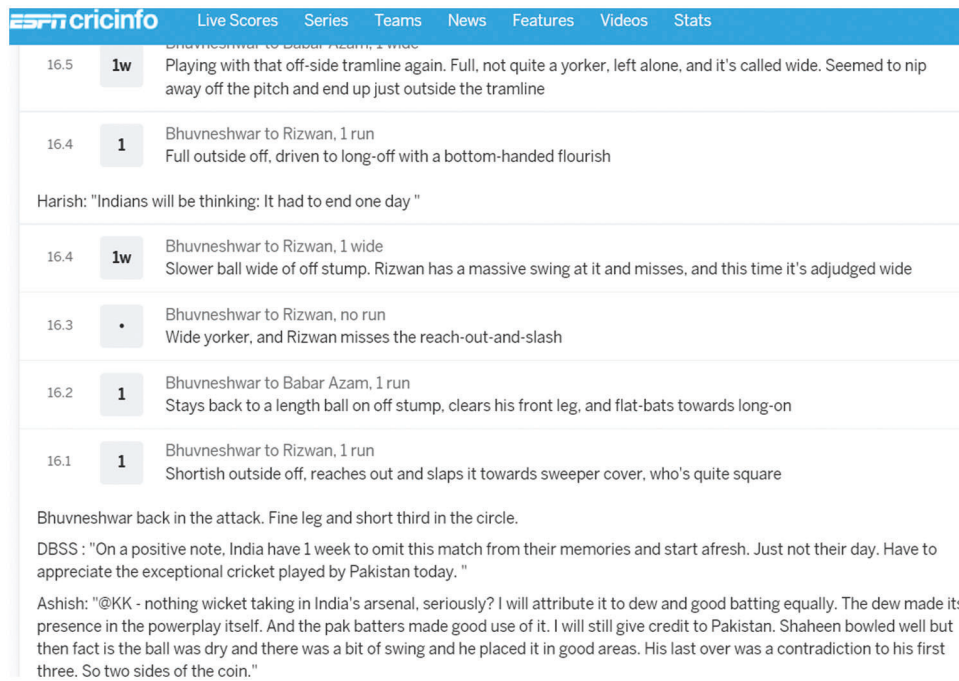 ESPN cricinfo Live Scores Series Teams News Features Videos Stats
Bhuvneshwar to Babar Azam, 1 wide
16.5 1w Playing with that off-side tramline again. Full, not quite a yorker, left alone, and it's called wide. Seemed to nip
away off the pitch and end up just outside the tramline
Bhuvneshwar to Rizwan, 1 run
16.4 1 Full outside off, driven to long-off with a bottom-handed flourish
Harish: "Indians will be thinking: It had to end one day "
Bhuvneshwar to Rizwan, 1 wide
16.4 1w Slower ball wide of off stump. Rizwan has a massive swing at it and misses, and this time it's adjudged wide
Bhuvneshwar to Rizwan, no run
16.3 • Wide yorker, and Rizwan misses the reach-out-and-slash
Bhuvneshwar to Babar Azam, 1 run
16.2 1 Stays back to a length ball on off stump, clears his front leg, and flat-bats towards long-on
Bhuvneshwar to Rizwan, 1 run
16.1 1 Shortish outside off, reaches out and slaps it towards sweeper cover, who's quite square
Bhuvneshwar back in the attack. Fine leg and short third in the circle.
DBSS : "On a positive note, India have 1 week to omit this match from their memories and start afresh. Just not their day. Have to
appreciate the exceptional cricket played by Pakistan today. "
Ashish: "@KK - nothing wicket taking in India's arsenal, seriously? I will attribute it to dew and good batting equally. The dew made its
presence in the powerplay itself. And the pak batters made good use of it. I will still give credit to Pakistan. Shaheen bowled well but
then fact is the ball was dry and there was a bit of swing and he placed it in good areas. His last over was a contradiction to his first
three. So two sides of the coin."